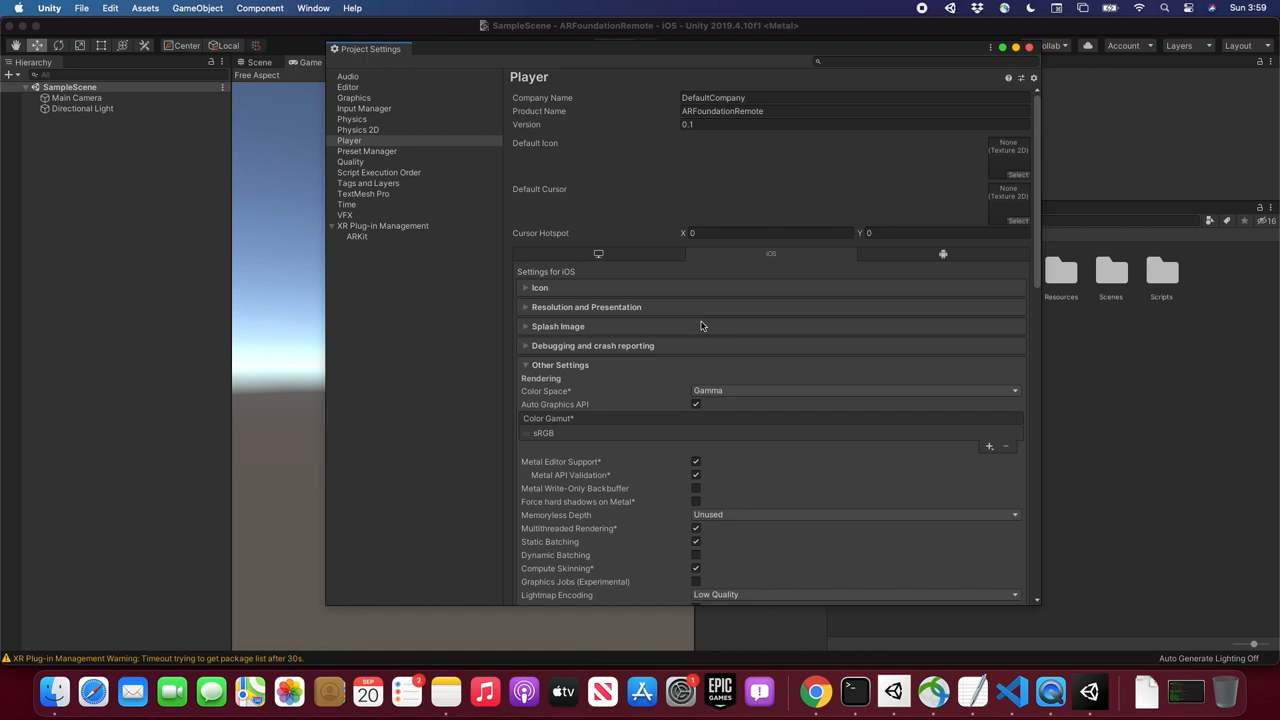 Unity File Edit Assets GameObject Component Window Help Mon 3:59
SampleScene - ARFoundationRemote - iOS - Unity 2019.4.10f1 <Metal>
Center Local ollab Account Layers Layout
Hierarchy
All
SampleScene
Main Camera
Directional Light
Scene Game
Free Aspect
Project Settings
Audio
Editor
Graphics
Input Manager
Physics
Physics 2D
Player
Preset Manager
Quality
Script Execution Order
Tags and Layers
TextMesh Pro
Time
VFX
XR Plug-in Management
ARKit
Player
Company Name DefaultCompany
Product Name ARFoundationRemote
Version 0.1
Default Icon None
(Texture 2D)
Select
Default Cursor None
(Texture 2D)
Select
Cursor Hotspot X 0 Y 0
iOS
Settings for iOS
Icon
Resolution and Presentation
Splash Image
Debugging and crash reporting
Other Settings
Rendering
Color Space* Gamma
Auto Graphics API
Color Gamut*
sRGB
Metal Editor Support*
Metal API Validation*
Metal Write-Only Backbuffer
Force hard shadows on Metal*
Memoryless Depth Unused
Multithreaded Rendering*
Static Batching
Dynamic Batching
Compute Skinning*
Graphics Jobs (Experimental)
Lightmap Encoding Low Quality
16
Resources Scenes Scripts
XR Plug-in Management Warning: Timeout trying to get package list after 30s. Auto Generate Lighting Off
SEP
20
2
tv
1
EPIC
GAMES